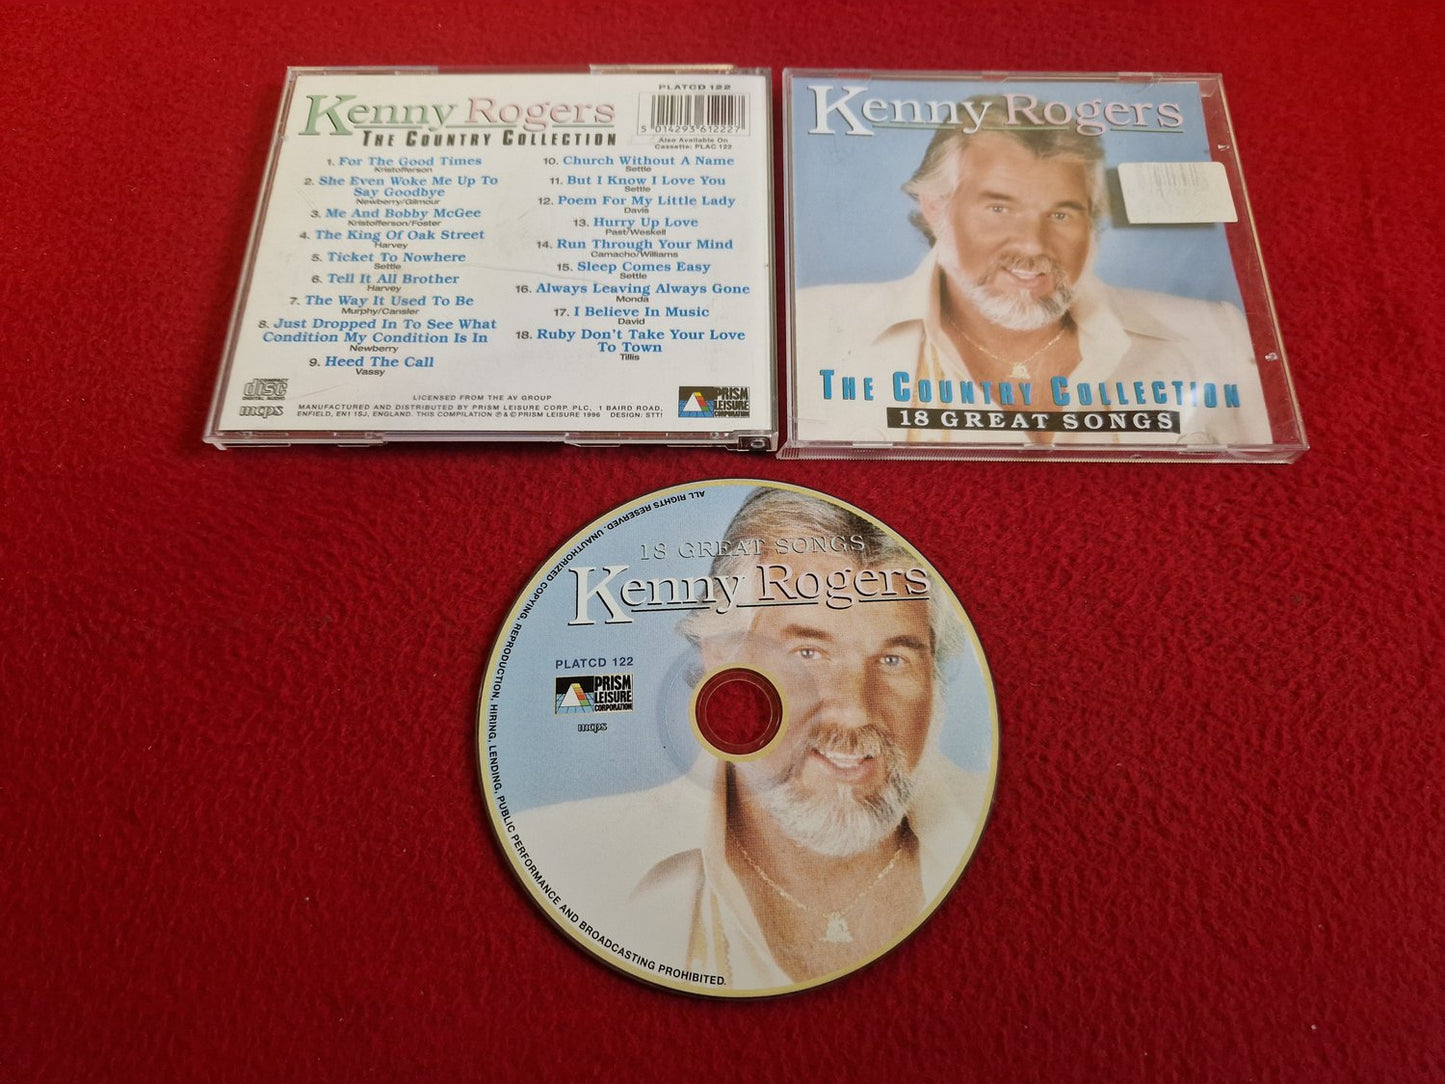 Kenny Rogers
THE COUNTRY COLLECTION
PLATCD 122
5 014293 612227
Also Available On
Cassette: PLAC 122
1. For The Good Times
Kristofferson
2. She Even Woke Me Up To
Say Goodbye
Newberry/Gilmour
3. Me And Bobby McGee
Kristofferson/Foster
4. The King Of Oak Street
Harvey
5. Ticket To Nowhere
Settle
6. Tell It All Brother
Harvey
7. The Way It Used To Be
Murphy/Cansler
8. Just Dropped In To See What
Condition My Condition Is In
Newberry
9. Heed The Call
Vassy
10. Church Without A Name
Settle
11. But I Know I Love You
Settle
12. Poem For My Little Lady
Davis
13. Hurry Up Love
Past/Weskell
14. Run Through Your Mind
Camacho/Williams
15. Sleep Comes Easy
Settle
16. Always Leaving Always Gone
Monda
17. I Believe In Music
David
18. Ruby Don't Take Your Love
To Town
Tillis
COMPACT
disc
DIGITAL AUDIO
mcps
LICENSED FROM THE AV GROUP
MANUFACTURED AND DISTRIBUTED BY PRISM LEISURE CORP. PLC, 1 BAIRD ROAD,
ENFIELD, EN1 1SJ, ENGLAND. THIS COMPILATION ℗ & © PRISM LEISURE 1996 DESIGN: STT!
PRISM
LEISURE
CORPORATION
Kenny Rogers
THE COUNTRY COLLECTION
18 GREAT SONGS
18 GREAT SONGS
Kenny Rogers
PLATCD 122
PRISM
LEISURE
CORPORATION
mcps
ALL RIGHTS RESERVED. UNAUTHORIZED COPYING, REPRODUCTION, HIRING, LENDING, PUBLIC PERFORMANCE AND BROADCASTING PROHIBITED.